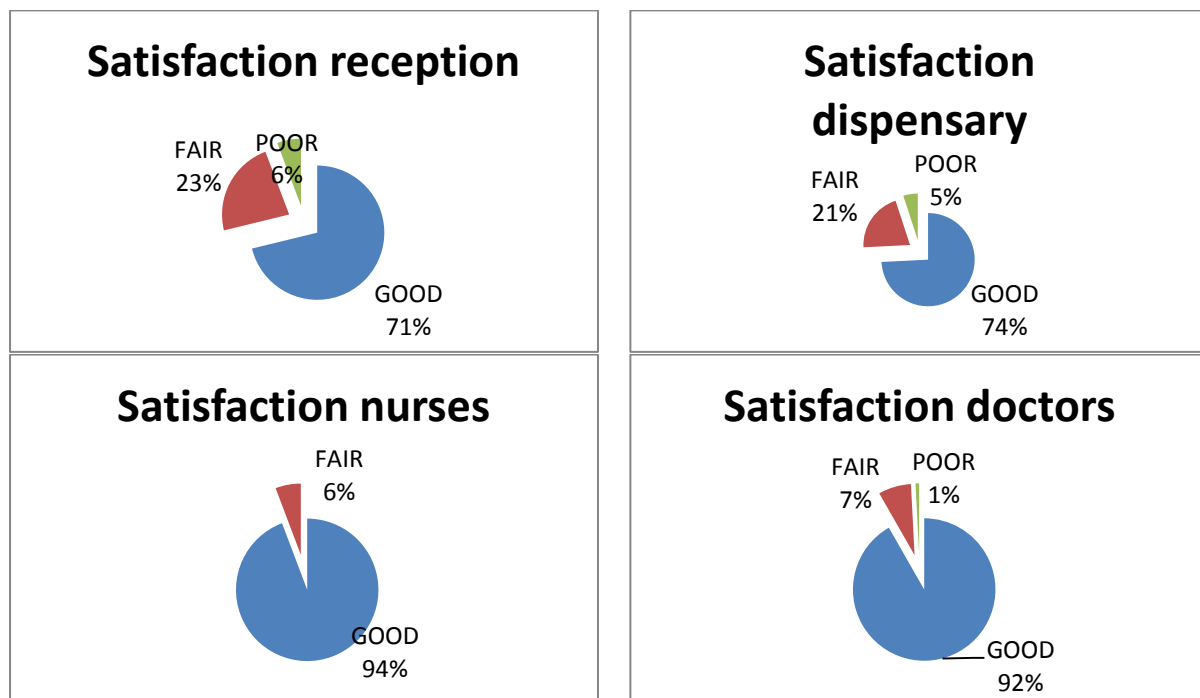 Satisfaction reception
POOR
6%
FAIR
23%
GOOD
71%
Satisfaction
dispensary
POOR
5%
FAIR
21%
GOOD
74%
Satisfaction nurses
FAIR
6%
GOOD
94%
Satisfaction doctors
POOR
1%
FAIR
7%
GOOD
92%